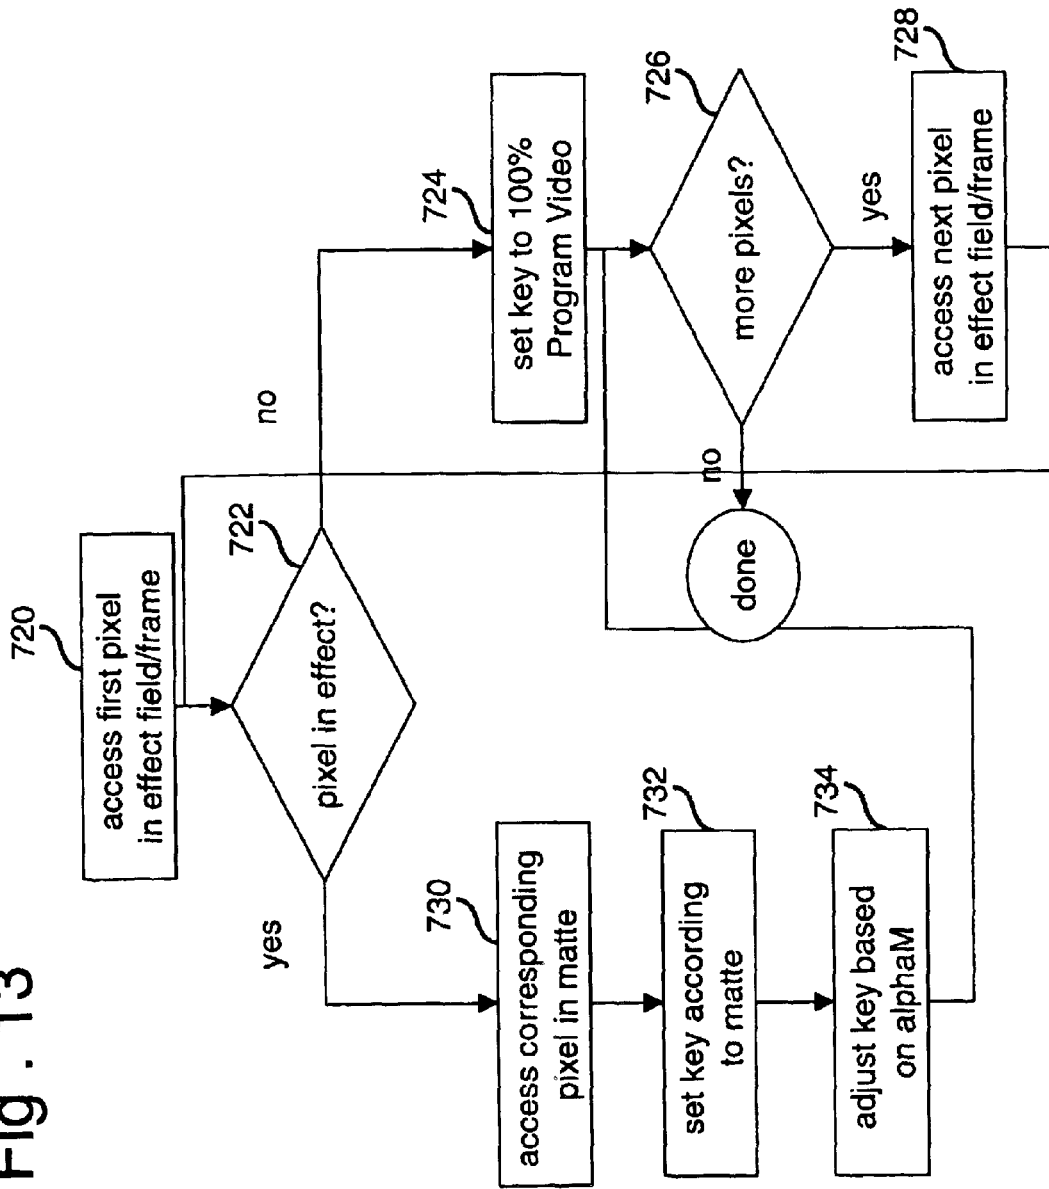 Fig . 13
720
access first pixel
in effect field/frame
722
pixel in effect?
yes
no
730
access corresponding
pixel in matte
732
set key according
to matte
734
adjust key based
on alphaM
724
set key to 100%
Program Video
726
more pixels?
no
done
yes
728
access next pixel
in effect field/frame